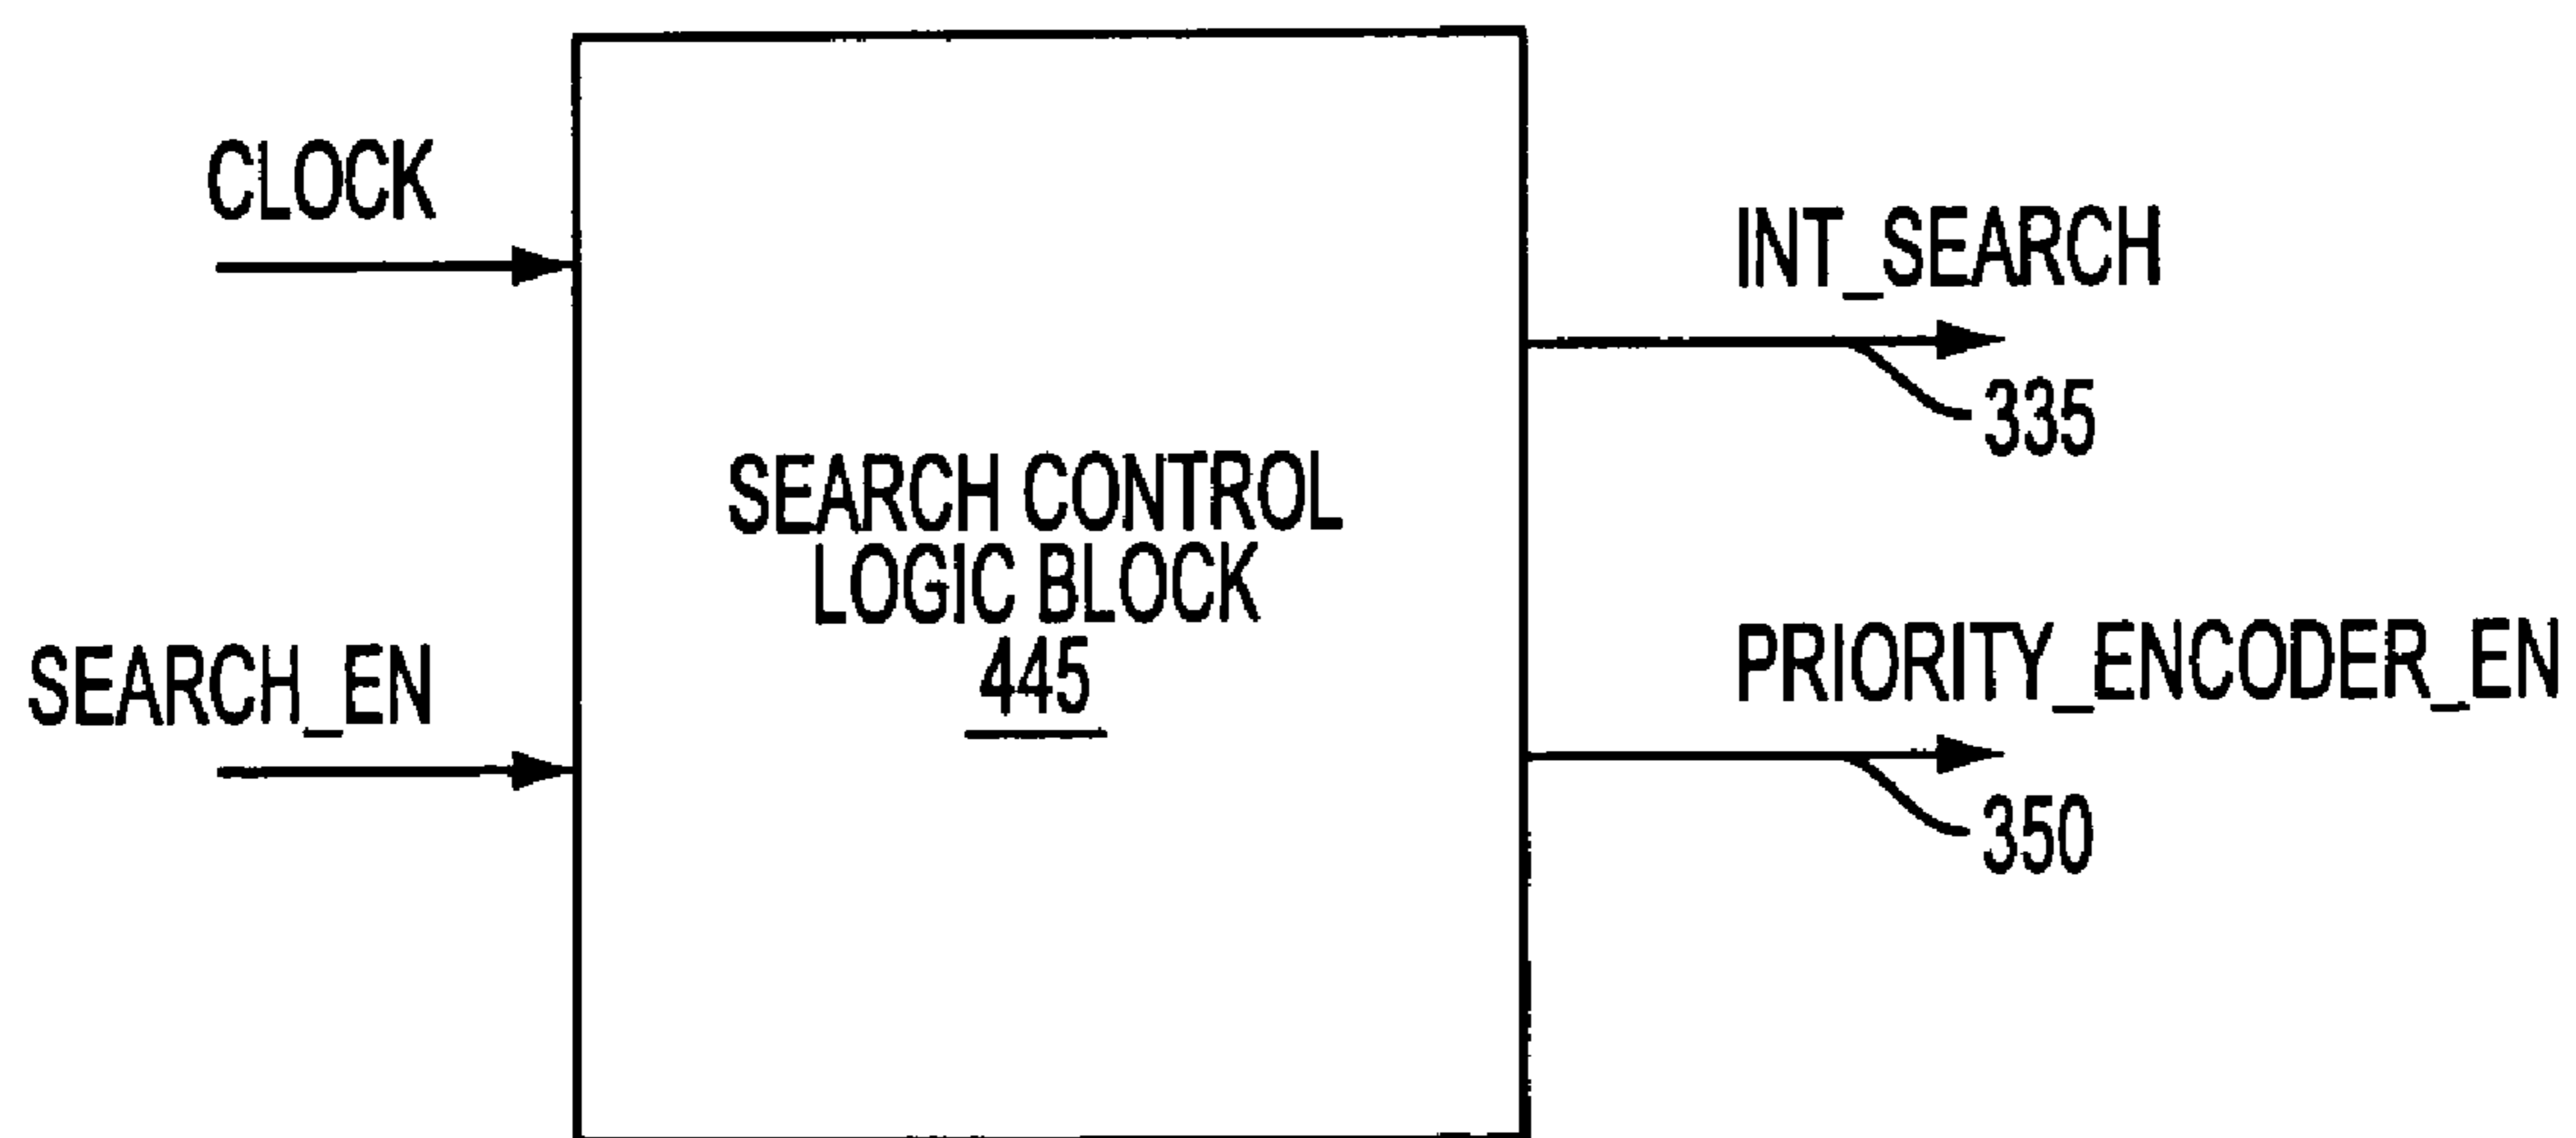 CLOCK
SEARCH_EN
SEARCH CONTROL
LOGIC BLOCK
445
INT_SEARCH
335
PRIORITY_ENCODER_EN
350